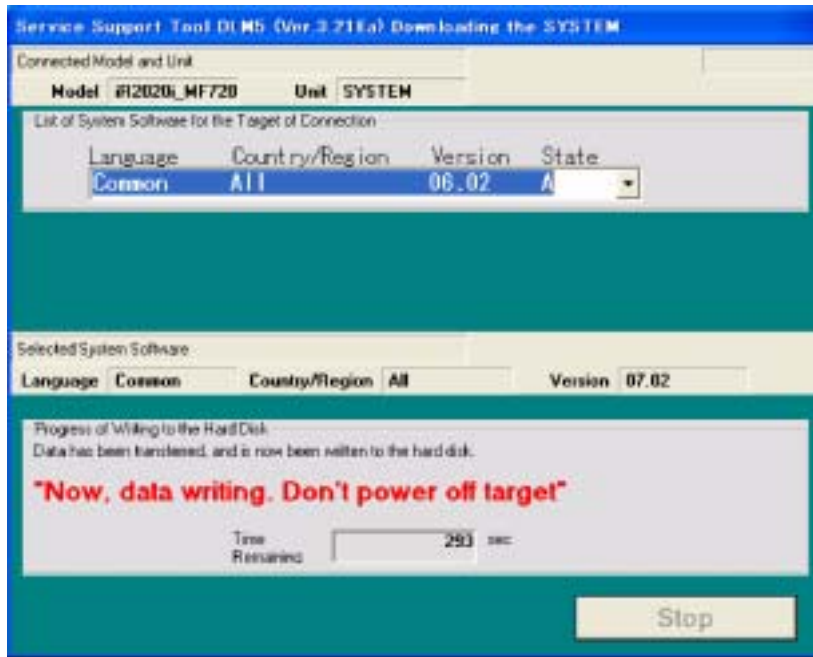 Service Support Tool DLM5 (Ver.3.21Ea) Downloading the SYSTEM
Connected Model and Unit
Model iR2020i_MF720 Unit SYSTEM
List of System Software for the Target of Connection
Language Country/Region Version State
Common All 06.02 A
Selected System Software
Language Common Country/Region All Version 07.02
Progress of Writing to the Hard Disk
Data has been transferred, and is now been written to the hard disk.
"Now, data writing. Don't power off target"
Time Remaining 293 sec
Stop